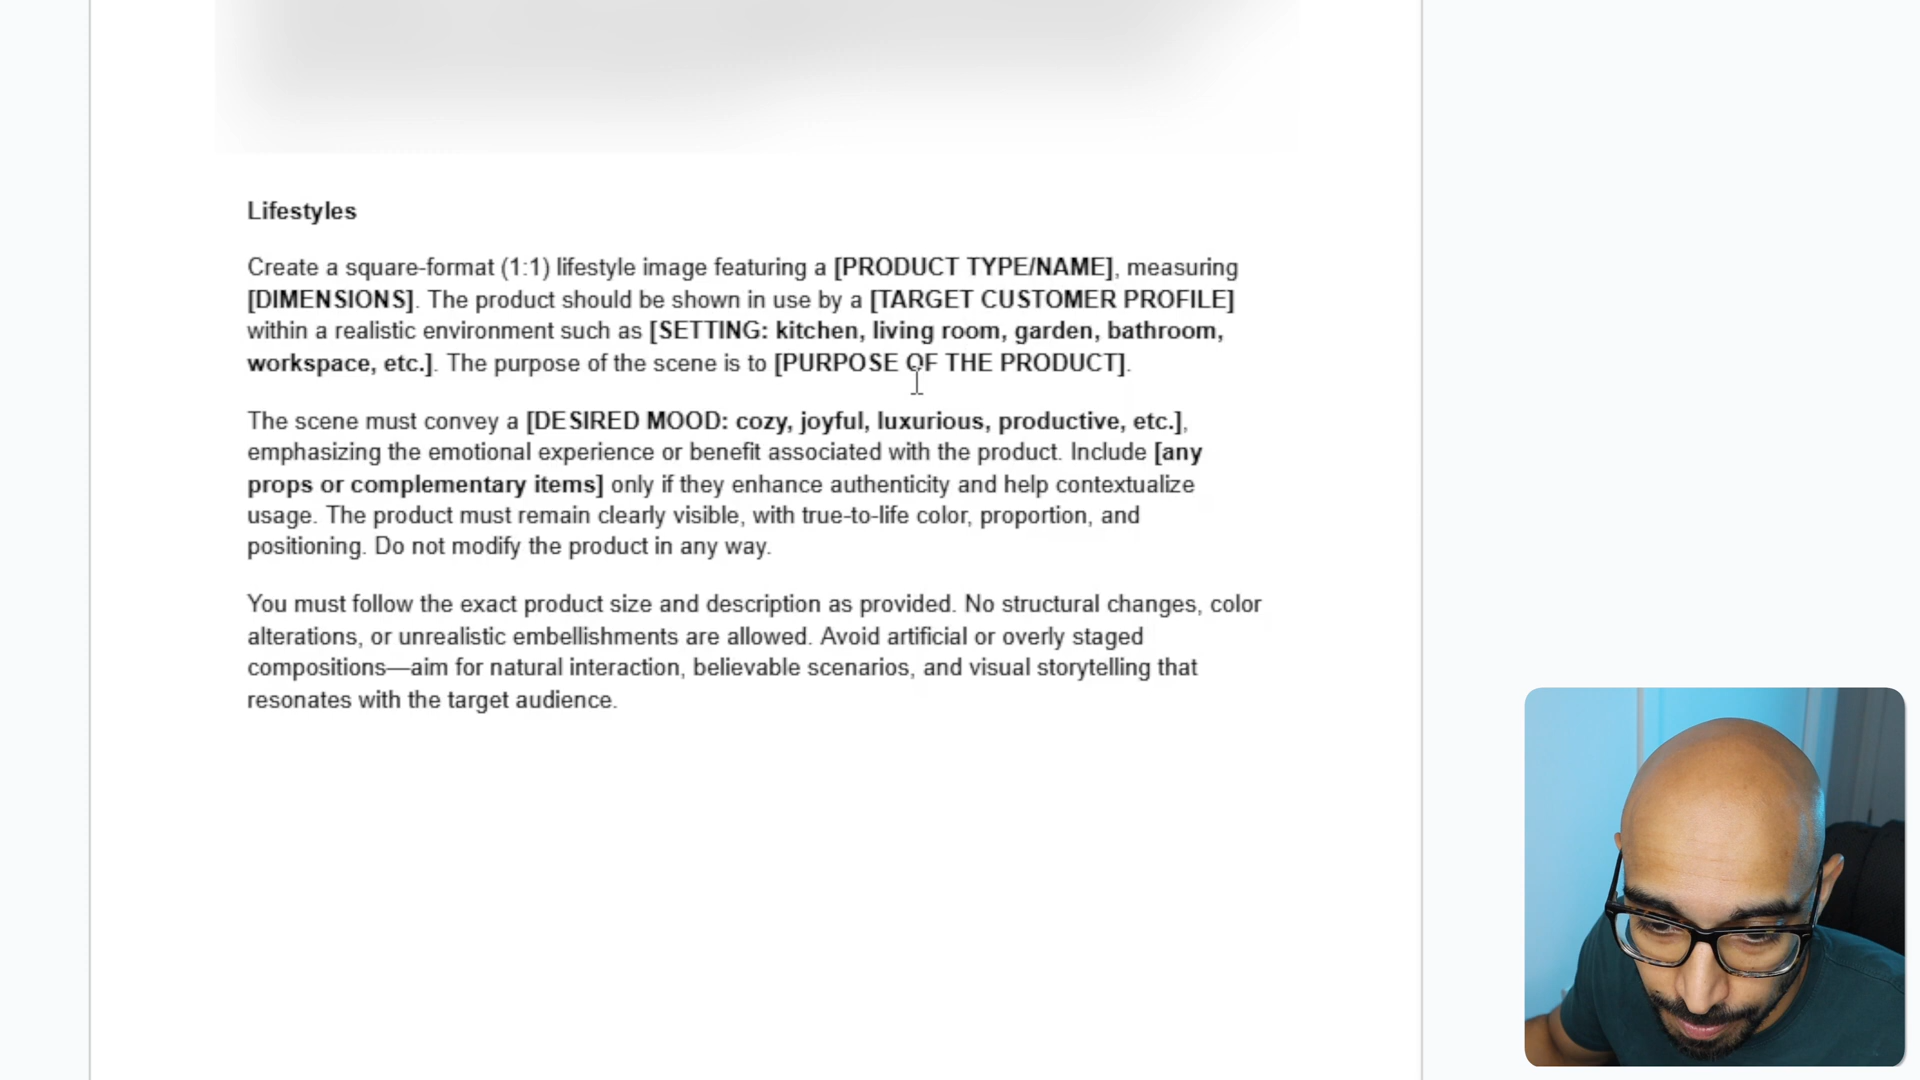 Lifestyles
Create a square-format (1:1) lifestyle image featuring a [PRODUCT TYPE/NAME], measuring
[DIMENSIONS]. The product should be shown in use by a [TARGET CUSTOMER PROFILE]
within a realistic environment such as [SETTING: kitchen, living room, garden, bathroom,
workspace, etc.]. The purpose of the scene is to [PURPOSE OF THE PRODUCT].
The scene must convey a [DESIRED MOOD: cozy, joyful, luxurious, productive, etc.],
emphasizing the emotional experience or benefit associated with the product. Include [any
props or complementary items] only if they enhance authenticity and help contextualize
usage. The product must remain clearly visible, with true-to-life color, proportion, and
positioning. Do not modify the product in any way.
You must follow the exact product size and description as provided. No structural changes, color
alterations, or unrealistic embellishments are allowed. Avoid artificial or overly staged
compositions—aim for natural interaction, believable scenarios, and visual storytelling that
resonates with the target audience.